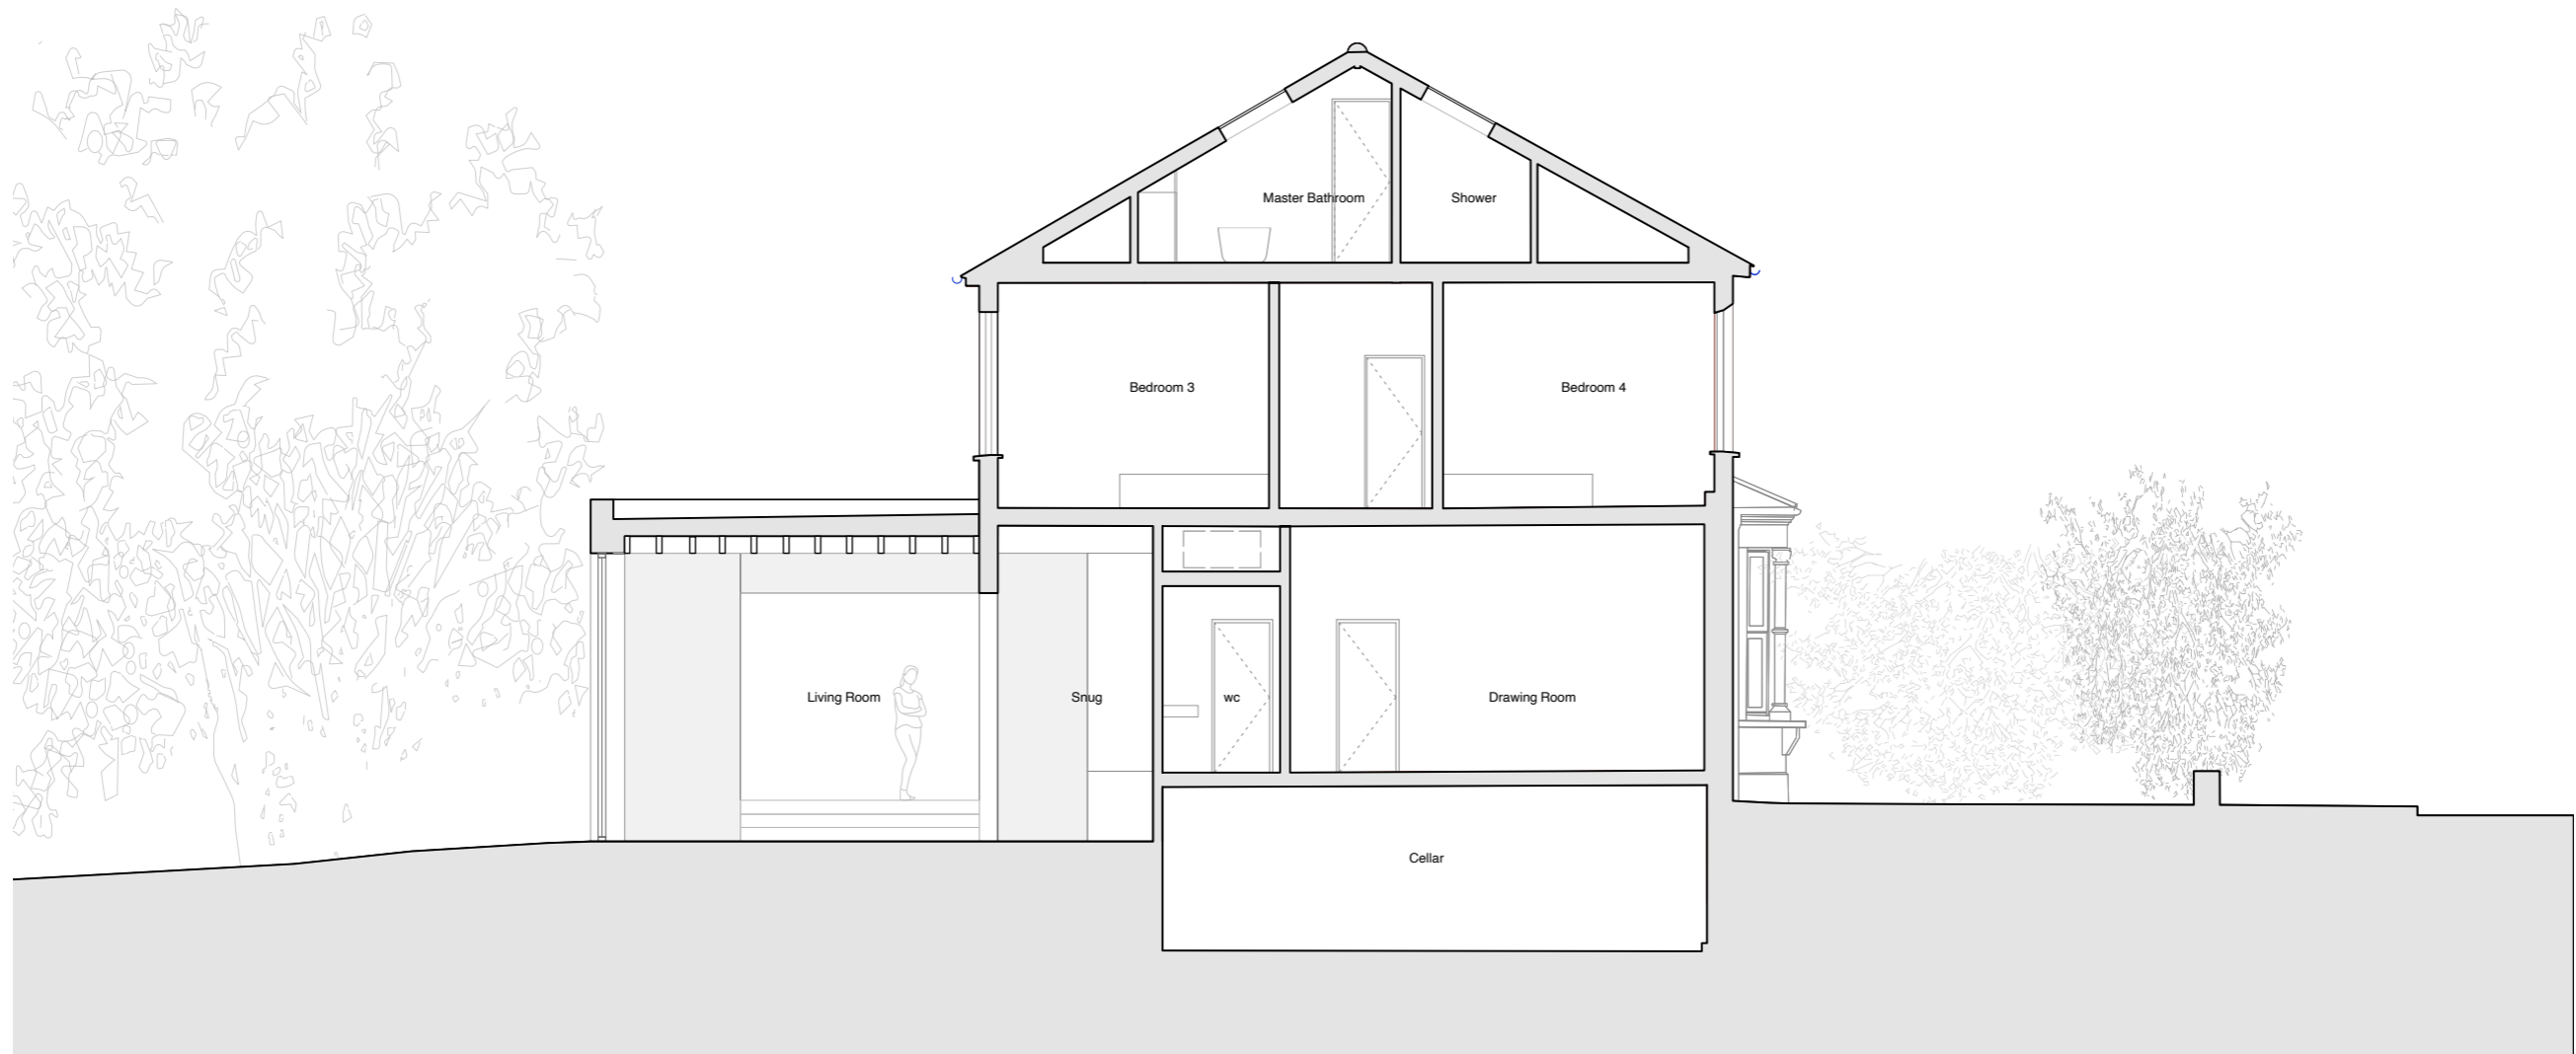 Master Bathroom
Shower
Bedroom 3
Bedroom 4
Living Room
Snug
wc
Drawing Room
Cellar